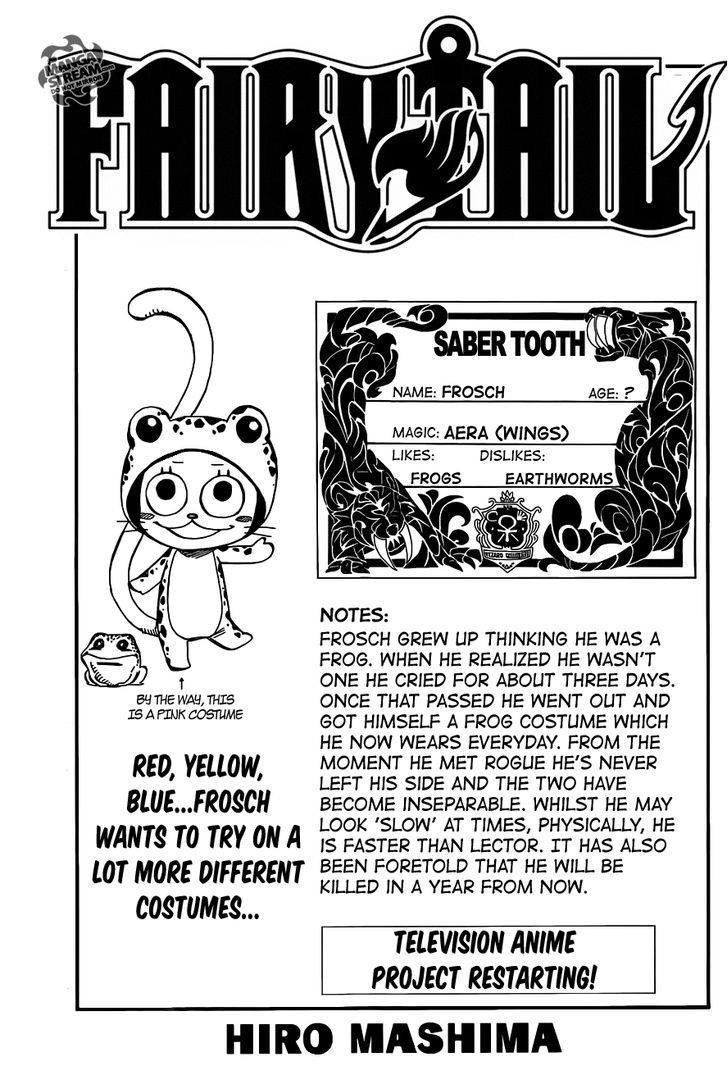 MANGA
STREAM.com
DO NOT MIRROR
FAIRY TAIL
SABER TOOTH
NAME: FROSCH AGE: ?
MAGIC: AERA (WINGS)
LIKES: DISLIKES:
FROGS EARTHWORMS
NOTES:
FROSCH GREW UP THINKING HE WAS A
FROG. WHEN HE REALIZED HE WASN'T
ONE HE CRIED FOR ABOUT THREE DAYS.
ONCE THAT PASSED HE WENT OUT AND
GOT HIMSELF A FROG COSTUME WHICH
HE NOW WEARS EVERYDAY. FROM THE
MOMENT HE MET ROGUE HE'S NEVER
LEFT HIS SIDE AND THE TWO HAVE
BECOME INSEPARABLE. WHILST HE MAY
LOOK 'SLOW' AT TIMES, PHYSICALLY, HE
IS FASTER THAN LECTOR. IT HAS ALSO
BEEN FORETOLD THAT HE WILL BE
KILLED IN A YEAR FROM NOW.
BY THE WAY, THIS
IS A PINK COSTUME
RED, YELLOW,
BLUE...FROSCH
WANTS TO TRY ON A
LOT MORE DIFFERENT
COSTUMES...
TELEVISION ANIME
PROJECT RESTARTING!
HIRO MASHIMA